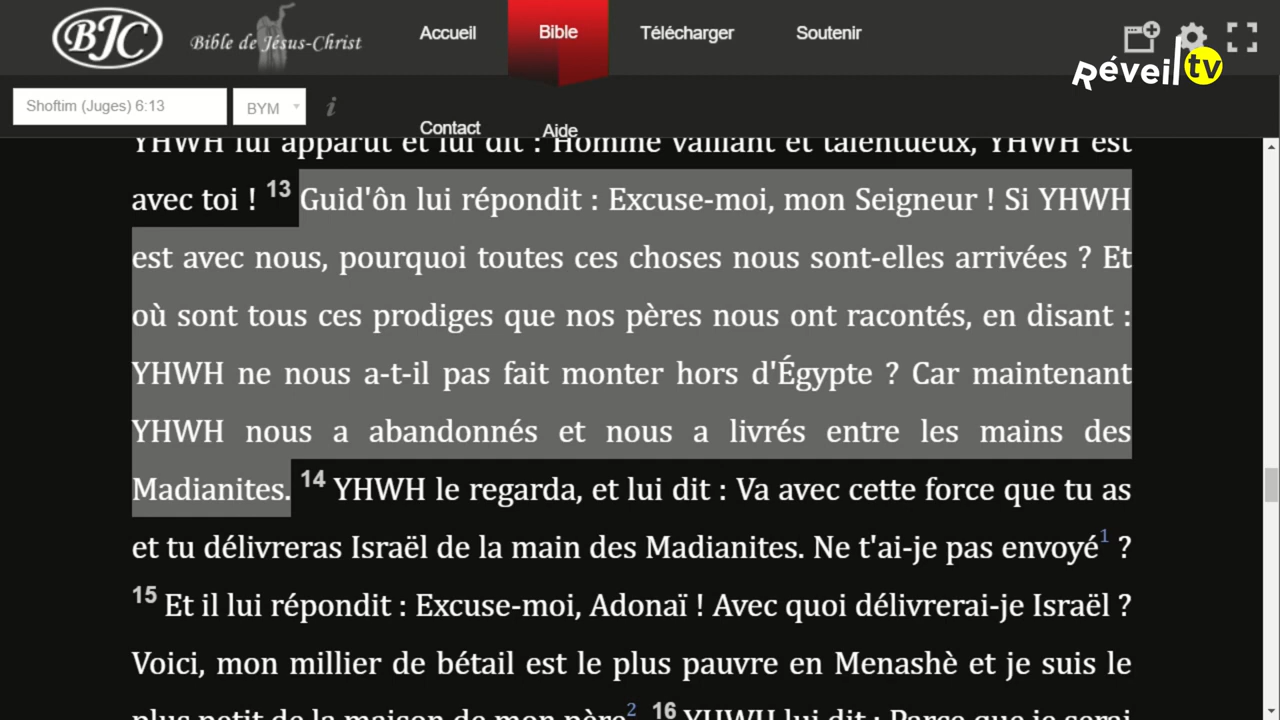 BJC Bible de Jésus-Christ
Accueil Bible Télécharger Soutenir
Réveil tv
Shoftim (Juges) 6:13 BYM i
Contact Aide
YHWH lui apparut et lui dit : Homme vaillant et talentueux, YHWH est
avec toi ! 13 Guid'ôn lui répondit : Excuse-moi, mon Seigneur ! Si YHWH
est avec nous, pourquoi toutes ces choses nous sont-elles arrivées ? Et
où sont tous ces prodiges que nos pères nous ont racontés, en disant :
YHWH ne nous a-t-il pas fait monter hors d'Égypte ? Car maintenant
YHWH nous a abandonnés et nous a livrés entre les mains des
Madianites. 14 YHWH le regarda, et lui dit : Va avec cette force que tu as
et tu délivreras Israël de la main des Madianites. Ne t'ai-je pas envoyé1 ?
15 Et il lui répondit : Excuse-moi, Adonaï ! Avec quoi délivrerai-je Israël ?
Voici, mon millier de bétail est le plus pauvre en Menashè et je suis le
plus petit de la maison de mon père2 16 YHWH lui dit : Parce que je serai